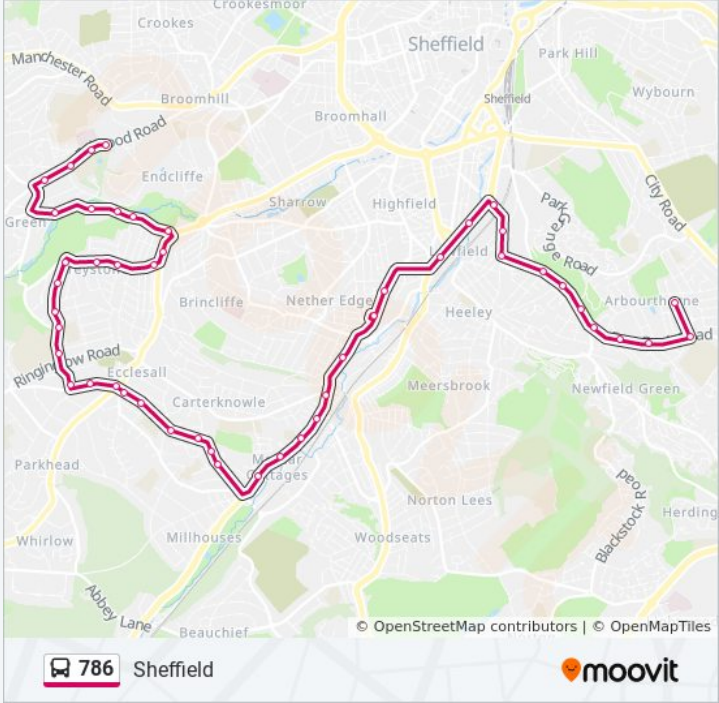 Crookesmoor
Crookes
Sheffield
Park Hill
Manchester Road
Broomhill
Sheffield
Wybourn
Broomhall
ood Road
Endcliffe
City Road
Sharrow
Highfield
Park Grange Road
Green
field
Brincliffe
Nether Edge
Arbourthorne
Heeley
ad
Ringinglow Road
Ecclesall
Meersbrook
Newfield Green
Carterknowle
Parkhead
Cottages
Norton Lees
Blackstock Road
Herding
Whirlow
Millhouses
Woodseats
Abbey Lane
Beauchief
© OpenStreetMap contributors | © OpenMapTiles
786 Sheffield
moovit